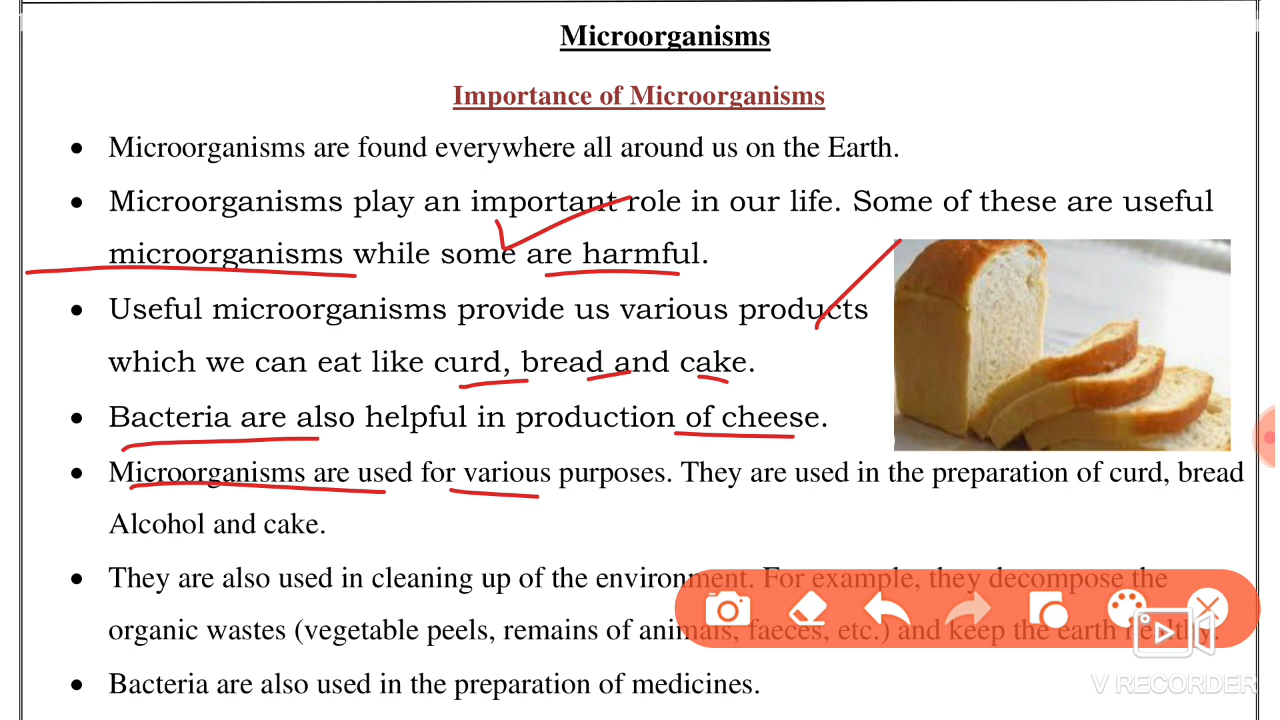 Microorganisms
Importance of Microorganisms
• Microorganisms are found everywhere all around us on the Earth.
• Microorganisms play an important role in our life. Some of these are useful
microorganisms while some are harmful.
• Useful microorganisms provide us various products
which we can eat like curd, bread and cake.
• Bacteria are also helpful in production of cheese.
• Microorganisms are used for various purposes. They are used in the preparation of curd, bread
Alcohol and cake.
• They are also used in cleaning up of the environment. For example, they decompose the
organic wastes (vegetable peels, remains of animals, faeces, etc.) and keep the earth healthy.
• Bacteria are also used in the preparation of medicines.
V RECORDER